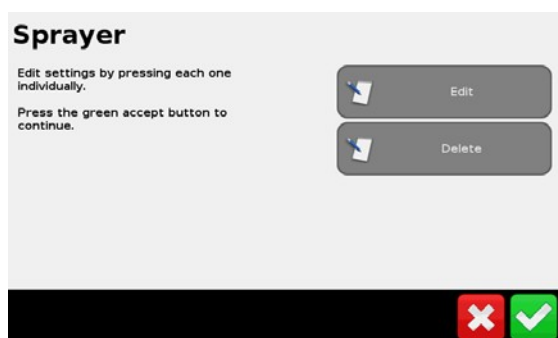 Sprayer
Edit settings by pressing each one
individually.
Press the green accept button to
continue.
Edit
Delete